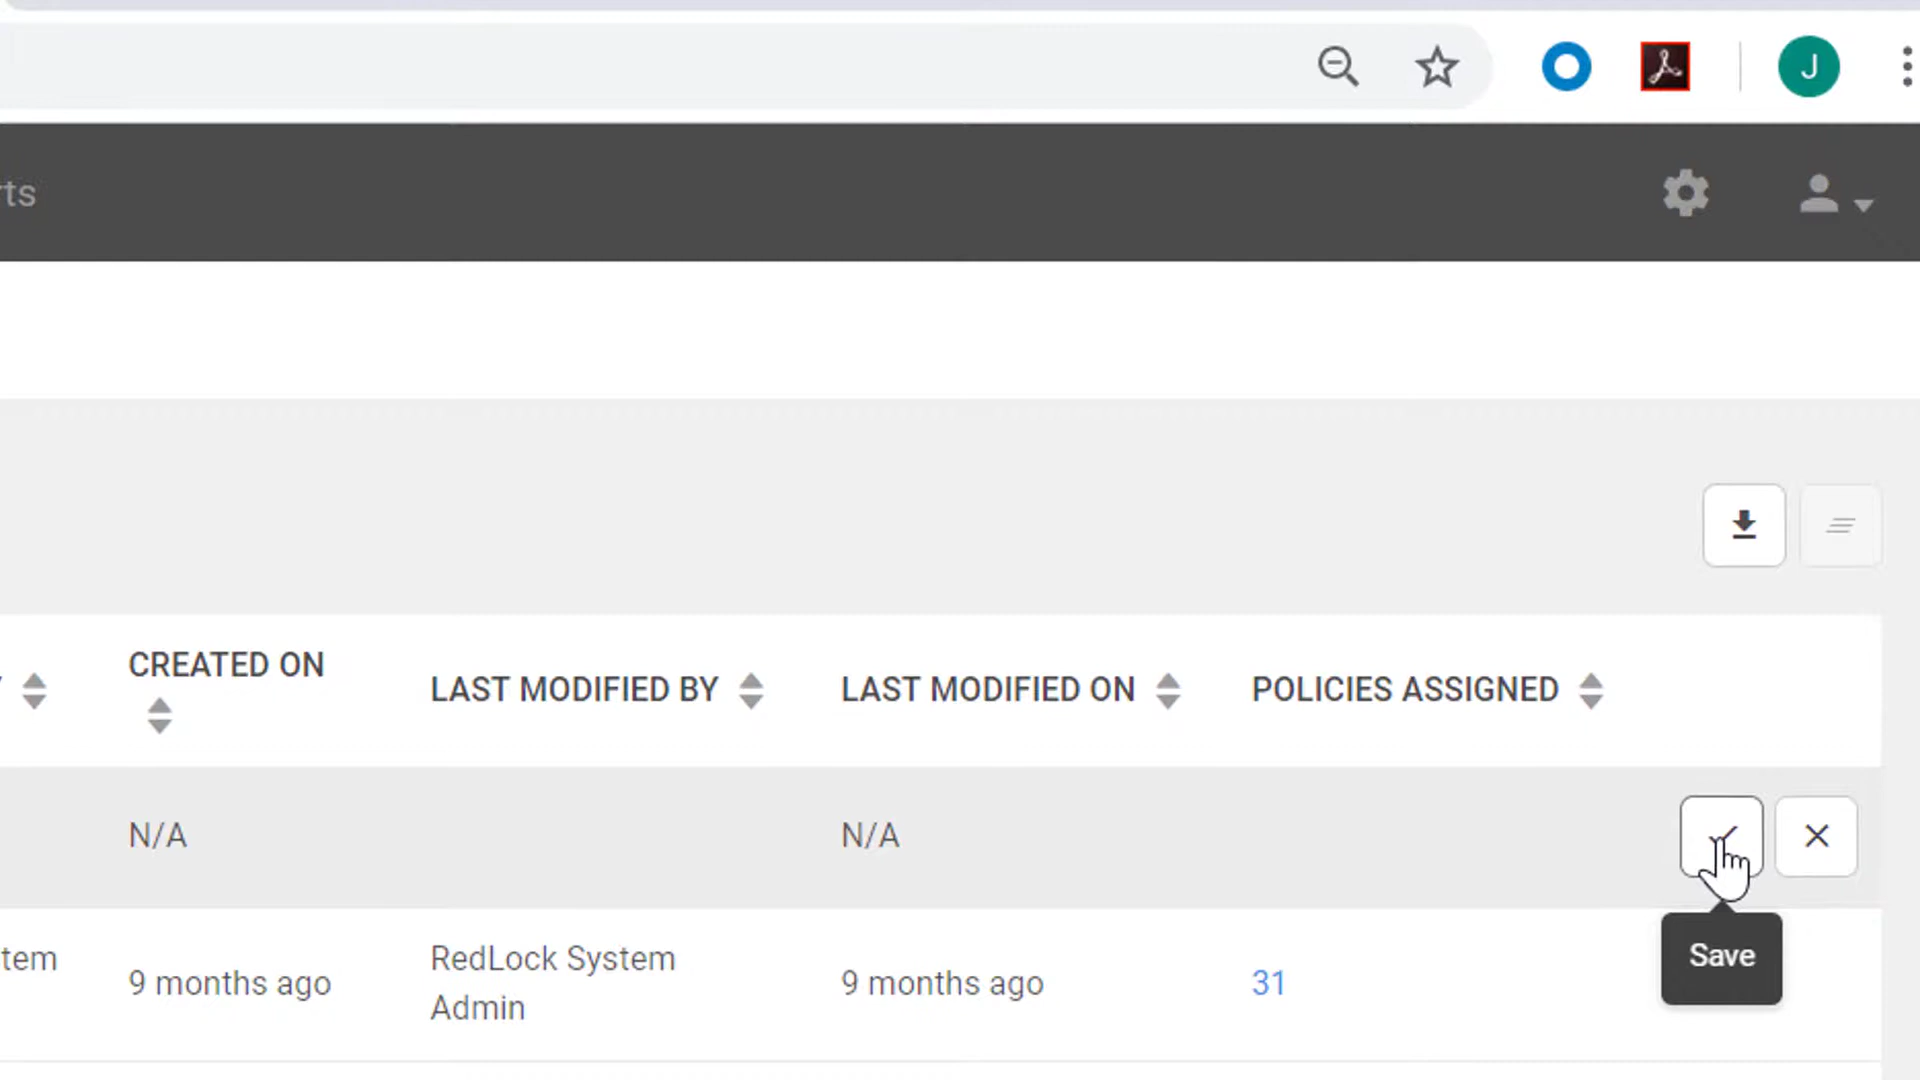 J
rts
CREATED ON
LAST MODIFIED BY
LAST MODIFIED ON
POLICIES ASSIGNED
N/A
N/A
Save
tem
9 months ago
RedLock System
Admin
9 months ago
31